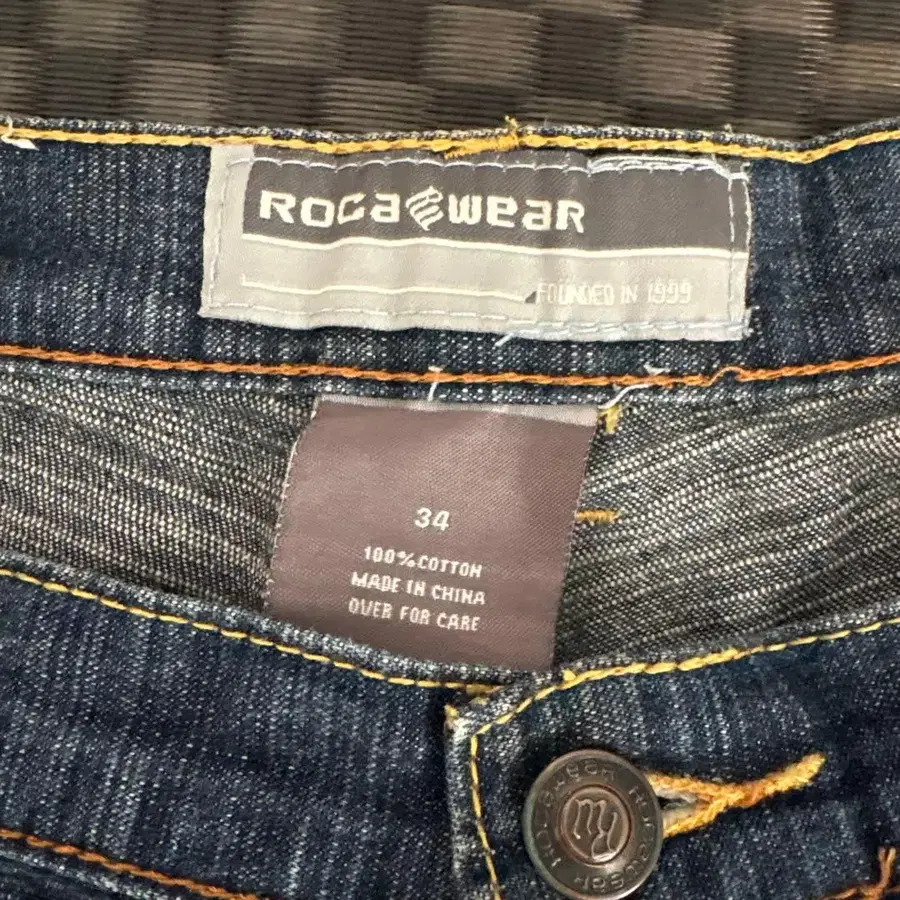 Rocawear
FOUNDED IN 1999
34
100% COTTON
MADE IN CHINA
OVER FOR CARE